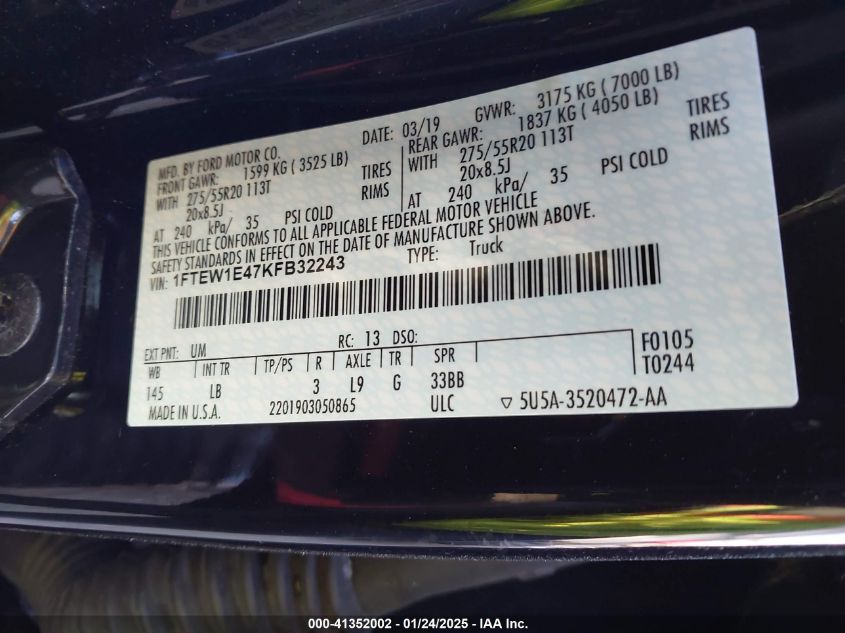 MFD. BY FORD MOTOR CO. DATE: 03/19 GVWR: 3175 KG ( 7000 LB)
FRONT GAWR: 1599 KG ( 3525 LB) REAR GAWR: 1837 KG ( 4050 LB)
WITH 275/55R20 113T TIRES WITH 275/55R20 113T TIRES
20x8.5J RIMS 20x8.5J RIMS
AT 240 kPa/ 35 PSI COLD AT 240 kPa/ 35 PSI COLD
THIS VEHICLE CONFORMS TO ALL APPLICABLE FEDERAL MOTOR VEHICLE
SAFETY STANDARDS IN EFFECT ON THE DATE OF MANUFACTURE SHOWN ABOVE.
VIN: 1FTEW1E47KFB32243 TYPE: Truck
EXT PNT: UM RC: 13 DSO: F0105
WB INT TR TP/PS R AXLE TR SPR T0244
145 LB 3 L9 G 33BB
MADE IN U.S.A. 2201903050865 ULC ▽ 5U5A-3520472-AA
000-41352002 - 01/24/2025 - IAA Inc.